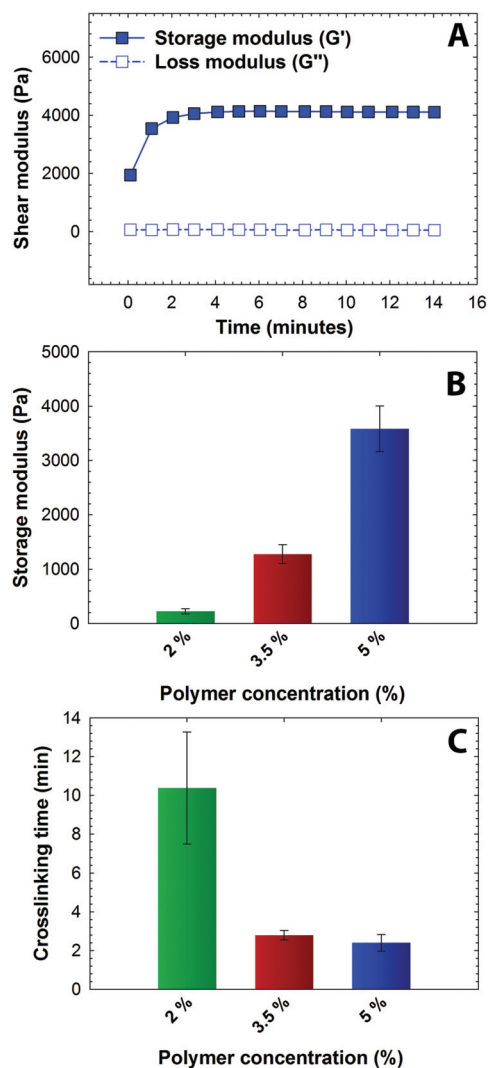 A
Storage modulus (G')
Loss modulus (G'')
Shear modulus (Pa)
6000
4000
2000
0
0 2 4 6 8 10 12 14 16
Time (minutes)
B
Storage modulus (Pa)
5000
4000
3000
2000
1000
0
2 % 3.5 % 5 %
Polymer concentration (%)
C
Crosslinking time (min)
14
12
10
8
6
4
2
0
2 % 3.5 % 5 %
Polymer concentration (%)